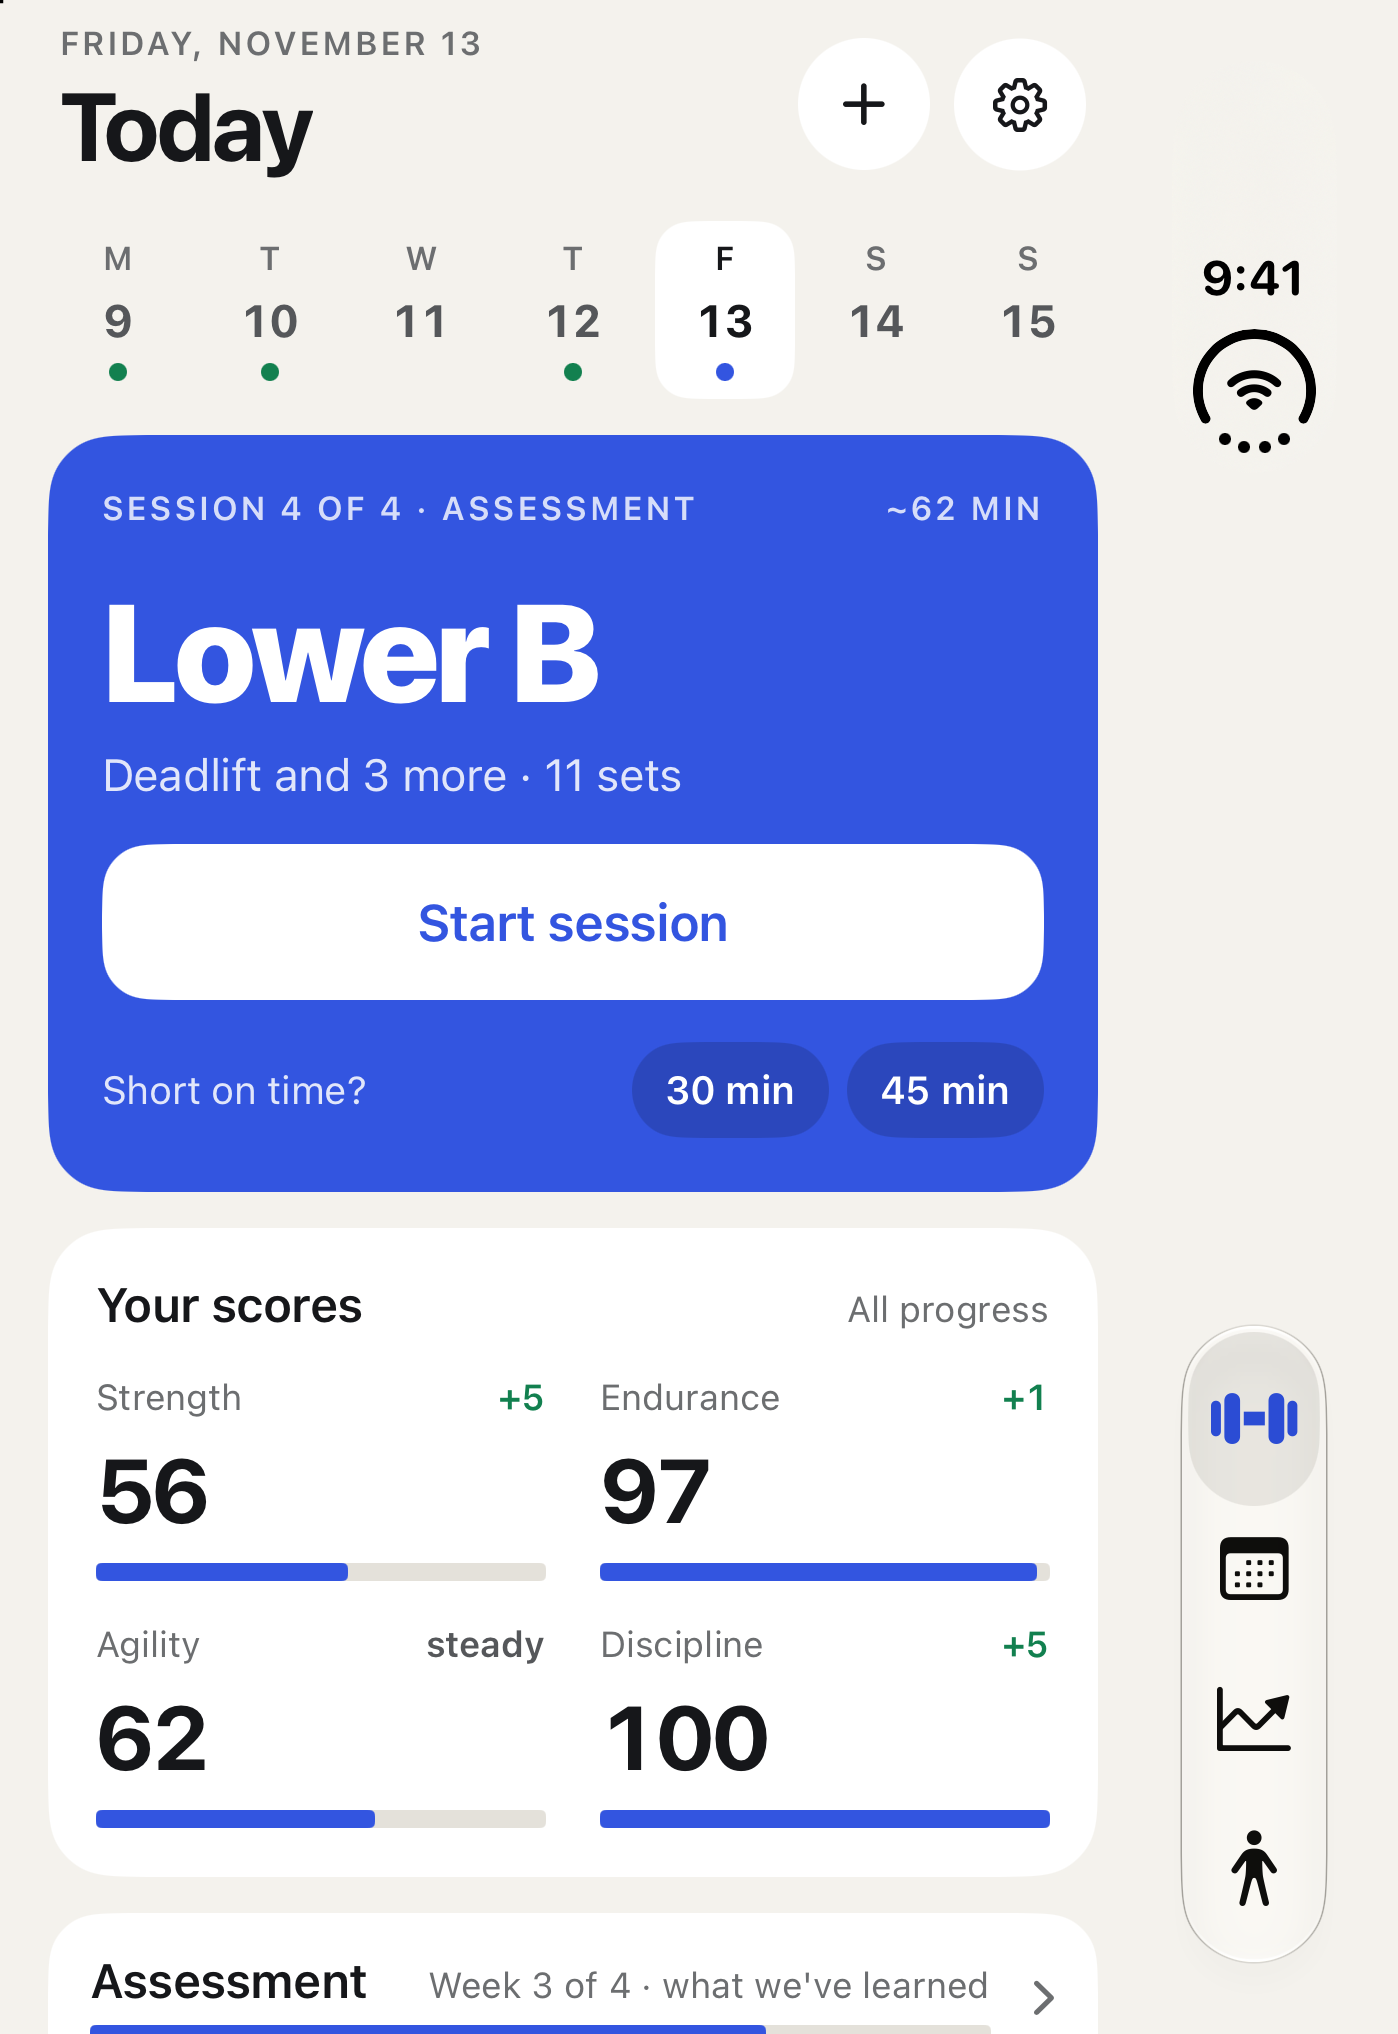 FRIDAY, NOVEMBER 13
Today
M T W T F S S
9 10 11 12 13 14 15
9:41
SESSION 4 OF 4 · ASSESSMENT ~62 MIN
Lower B
Deadlift and 3 more · 11 sets
Start session
Short on time? 30 min 45 min
Your scores All progress
Strength +5 Endurance +1
56 97
Agility steady Discipline +5
62 100
Assessment Week 3 of 4 · what we've learned